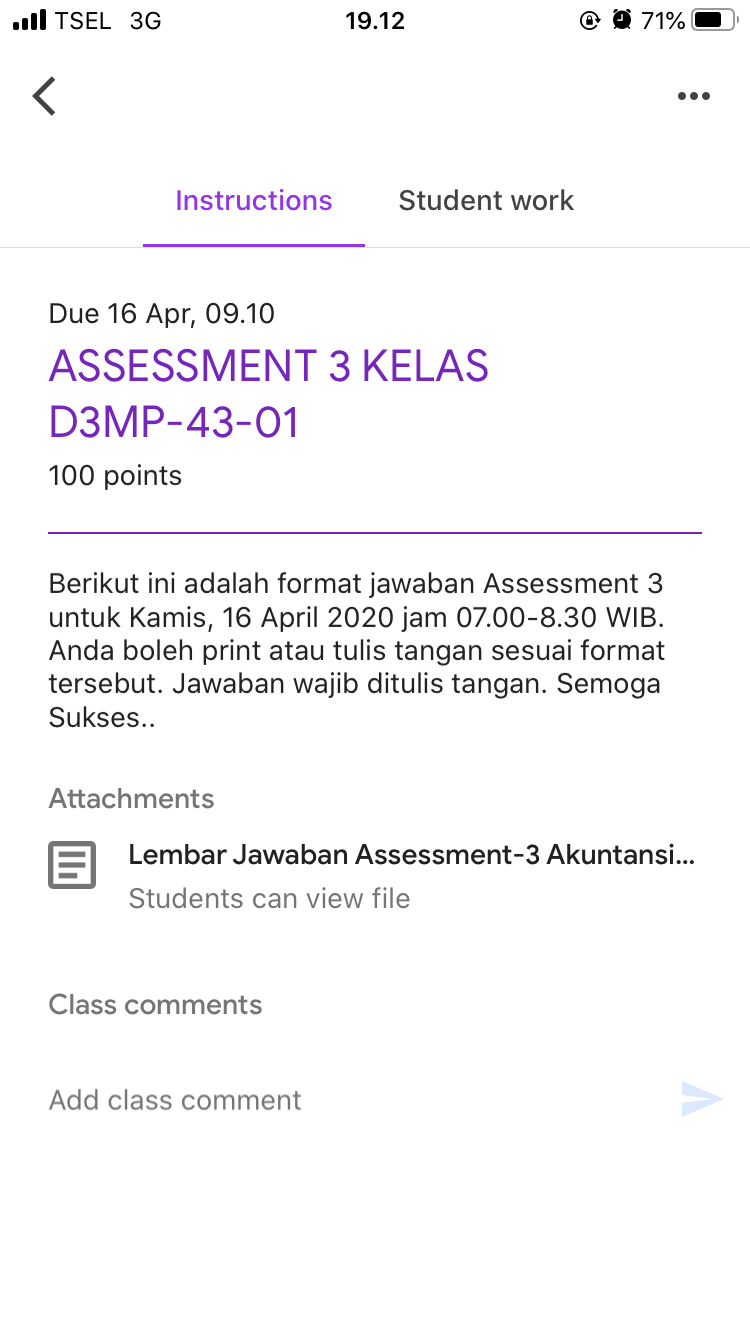 TSEL 3G 19.12 71%
Instructions Student work
Due 16 Apr, 09.10
ASSESSMENT 3 KELAS
D3MP-43-01
100 points
Berikut ini adalah format jawaban Assessment 3
untuk Kamis, 16 April 2020 jam 07.00-8.30 WIB.
Anda boleh print atau tulis tangan sesuai format
tersebut. Jawaban wajib ditulis tangan. Semoga
Sukses..
Attachments
Lembar Jawaban Assessment-3 Akuntansi...
Students can view file
Class comments
Add class comment